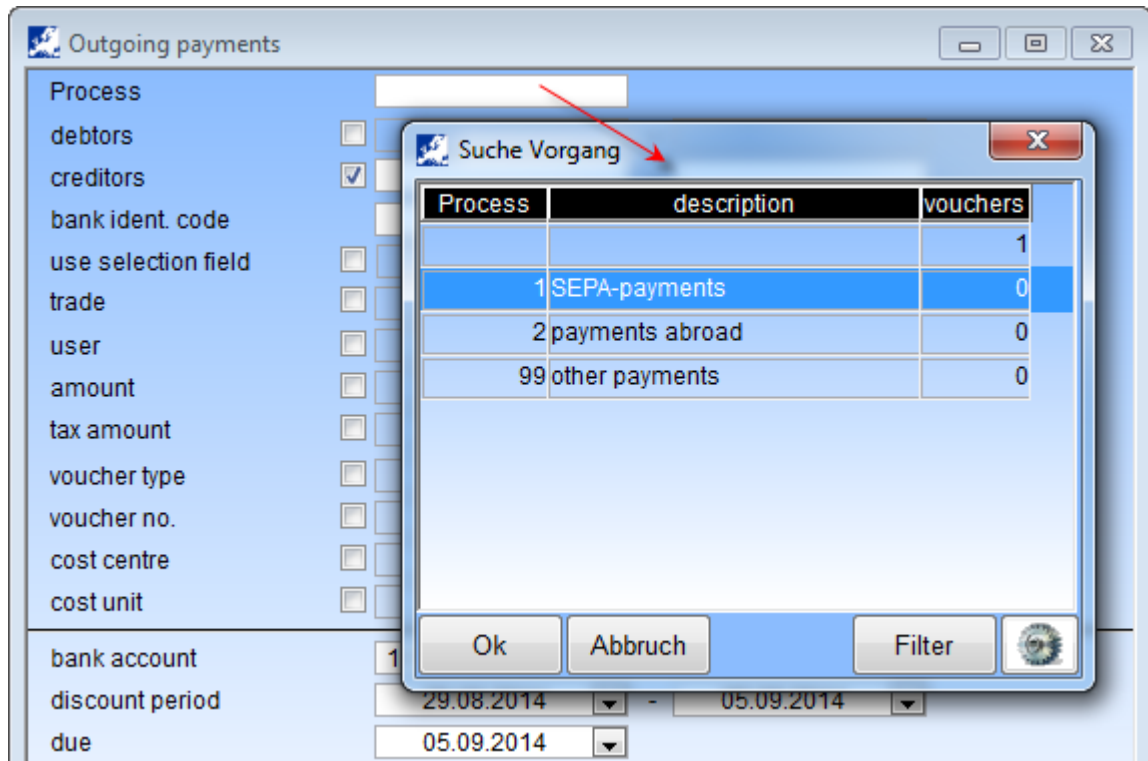 Outgoing payments
Process
debtors
creditors
bank ident. code
use selection field
trade
user
amount
tax amount
voucher type
voucher no.
cost centre
cost unit
bank account 1
discount period 29.08.2014 - 05.09.2014
due 05.09.2014
Suche Vorgang
Process description vouchers
1
1 SEPA-payments 0
2 payments abroad 0
99 other payments 0
Ok Abbruch Filter